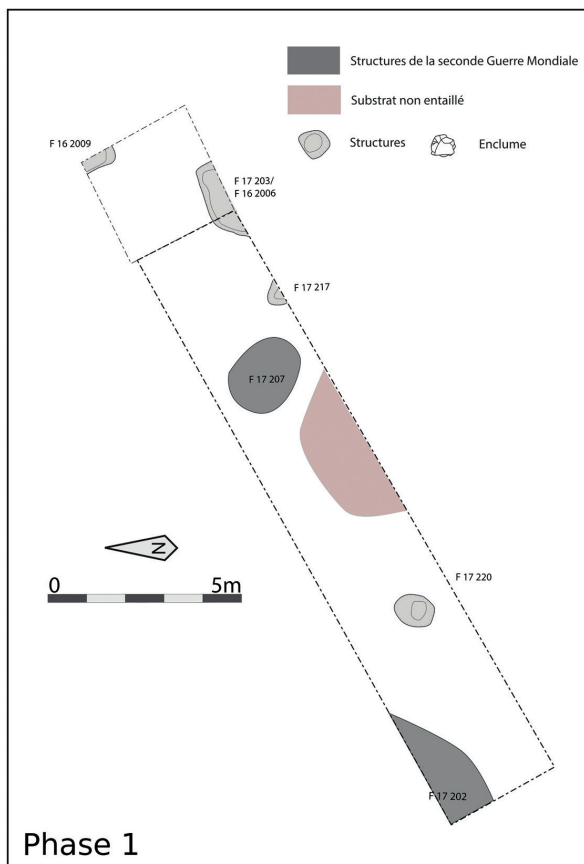 Structures de la seconde Guerre Mondiale
Substrat non entaillé
Structures
Enclume
F 16 2009
F 17 203/
F 16 2006
F 17 217
F 17 207
N
0 5m
F 17 220
F 17 202
Phase 1